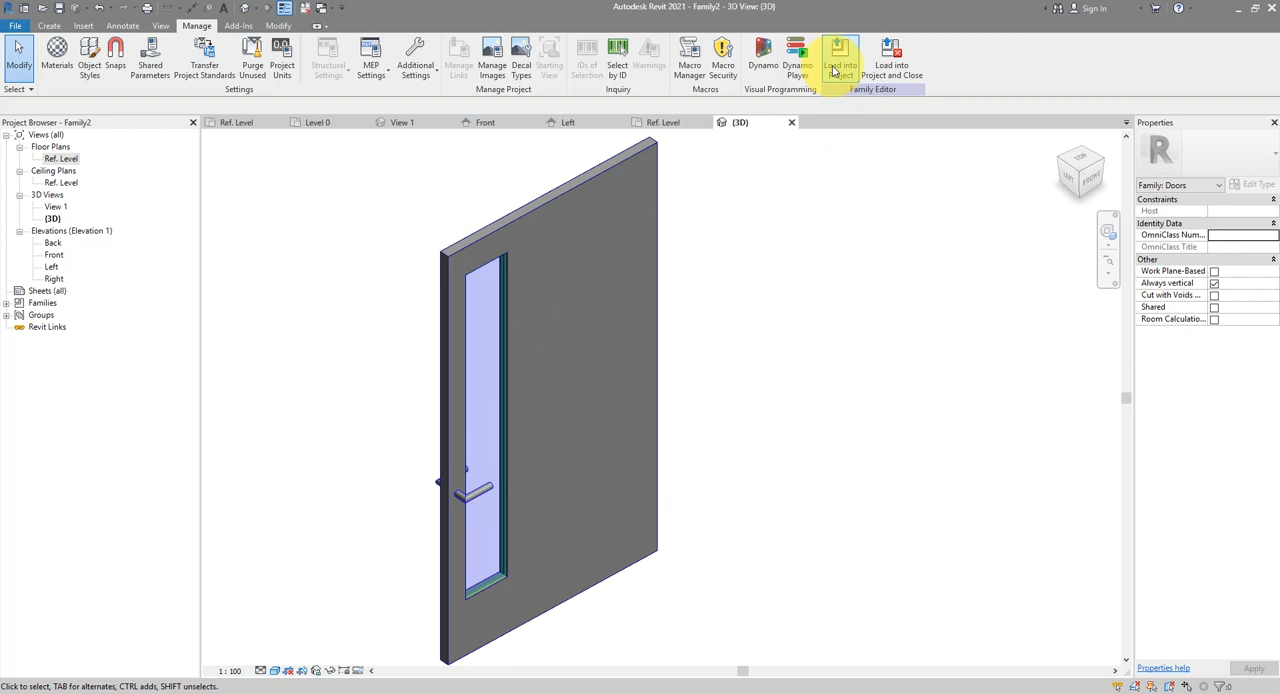 Autodesk Revit 2021 - Family2 - 3D View: {3D}
Sign In
File Create Insert Annotate View Manage Add-Ins Modify
Modify
Materials
Object Styles
Snaps
Shared Parameters
Transfer Project Standards
Purge Unused
Project Units
Structural Settings
MEP Settings
Additional Settings
Manage Links
Manage Images
Decal Types
Starting View
IDs of Selection
Select by ID
Warnings
Macro Manager
Macro Security
Dynamo
Dynamo Player
Load into Project
Load into Project and Close
Select
Settings
Manage Project
Inquiry
Macros
Visual Programming
Family Editor
Project Browser - Family2
Ref. Level
Level 0
View 1
Front
Left
Ref. Level
{3D}
Properties
Views (all)
Floor Plans
Ref. Level
Ceiling Plans
Ref. Level
3D Views
View 1
{3D}
Elevations (Elevation 1)
Back
Front
Left
Right
Sheets (all)
Families
Groups
Revit Links
TOP
LEFT
FRONT
R
Family: Doors
Edit Type
Constraints
Host
Identity Data
OmniClass Num...
OmniClass Title
Other
Work Plane-Based
Always vertical
Cut with Voids ...
Shared
Room Calculatio...
1 : 100
Properties help
Apply
Click to select, TAB for alternates, CTRL adds, SHIFT unselects.
:0